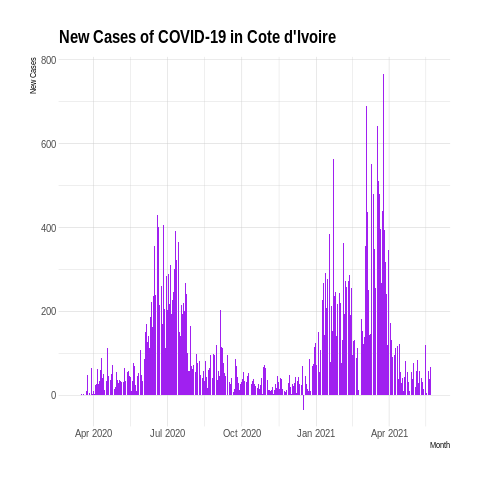 New Cases of COVID-19 in Cote d'Ivoire
New Cases
800
600
400
200
0
Apr 2020 Jul 2020 Oct 2020 Jan 2021 Apr 2021
Month